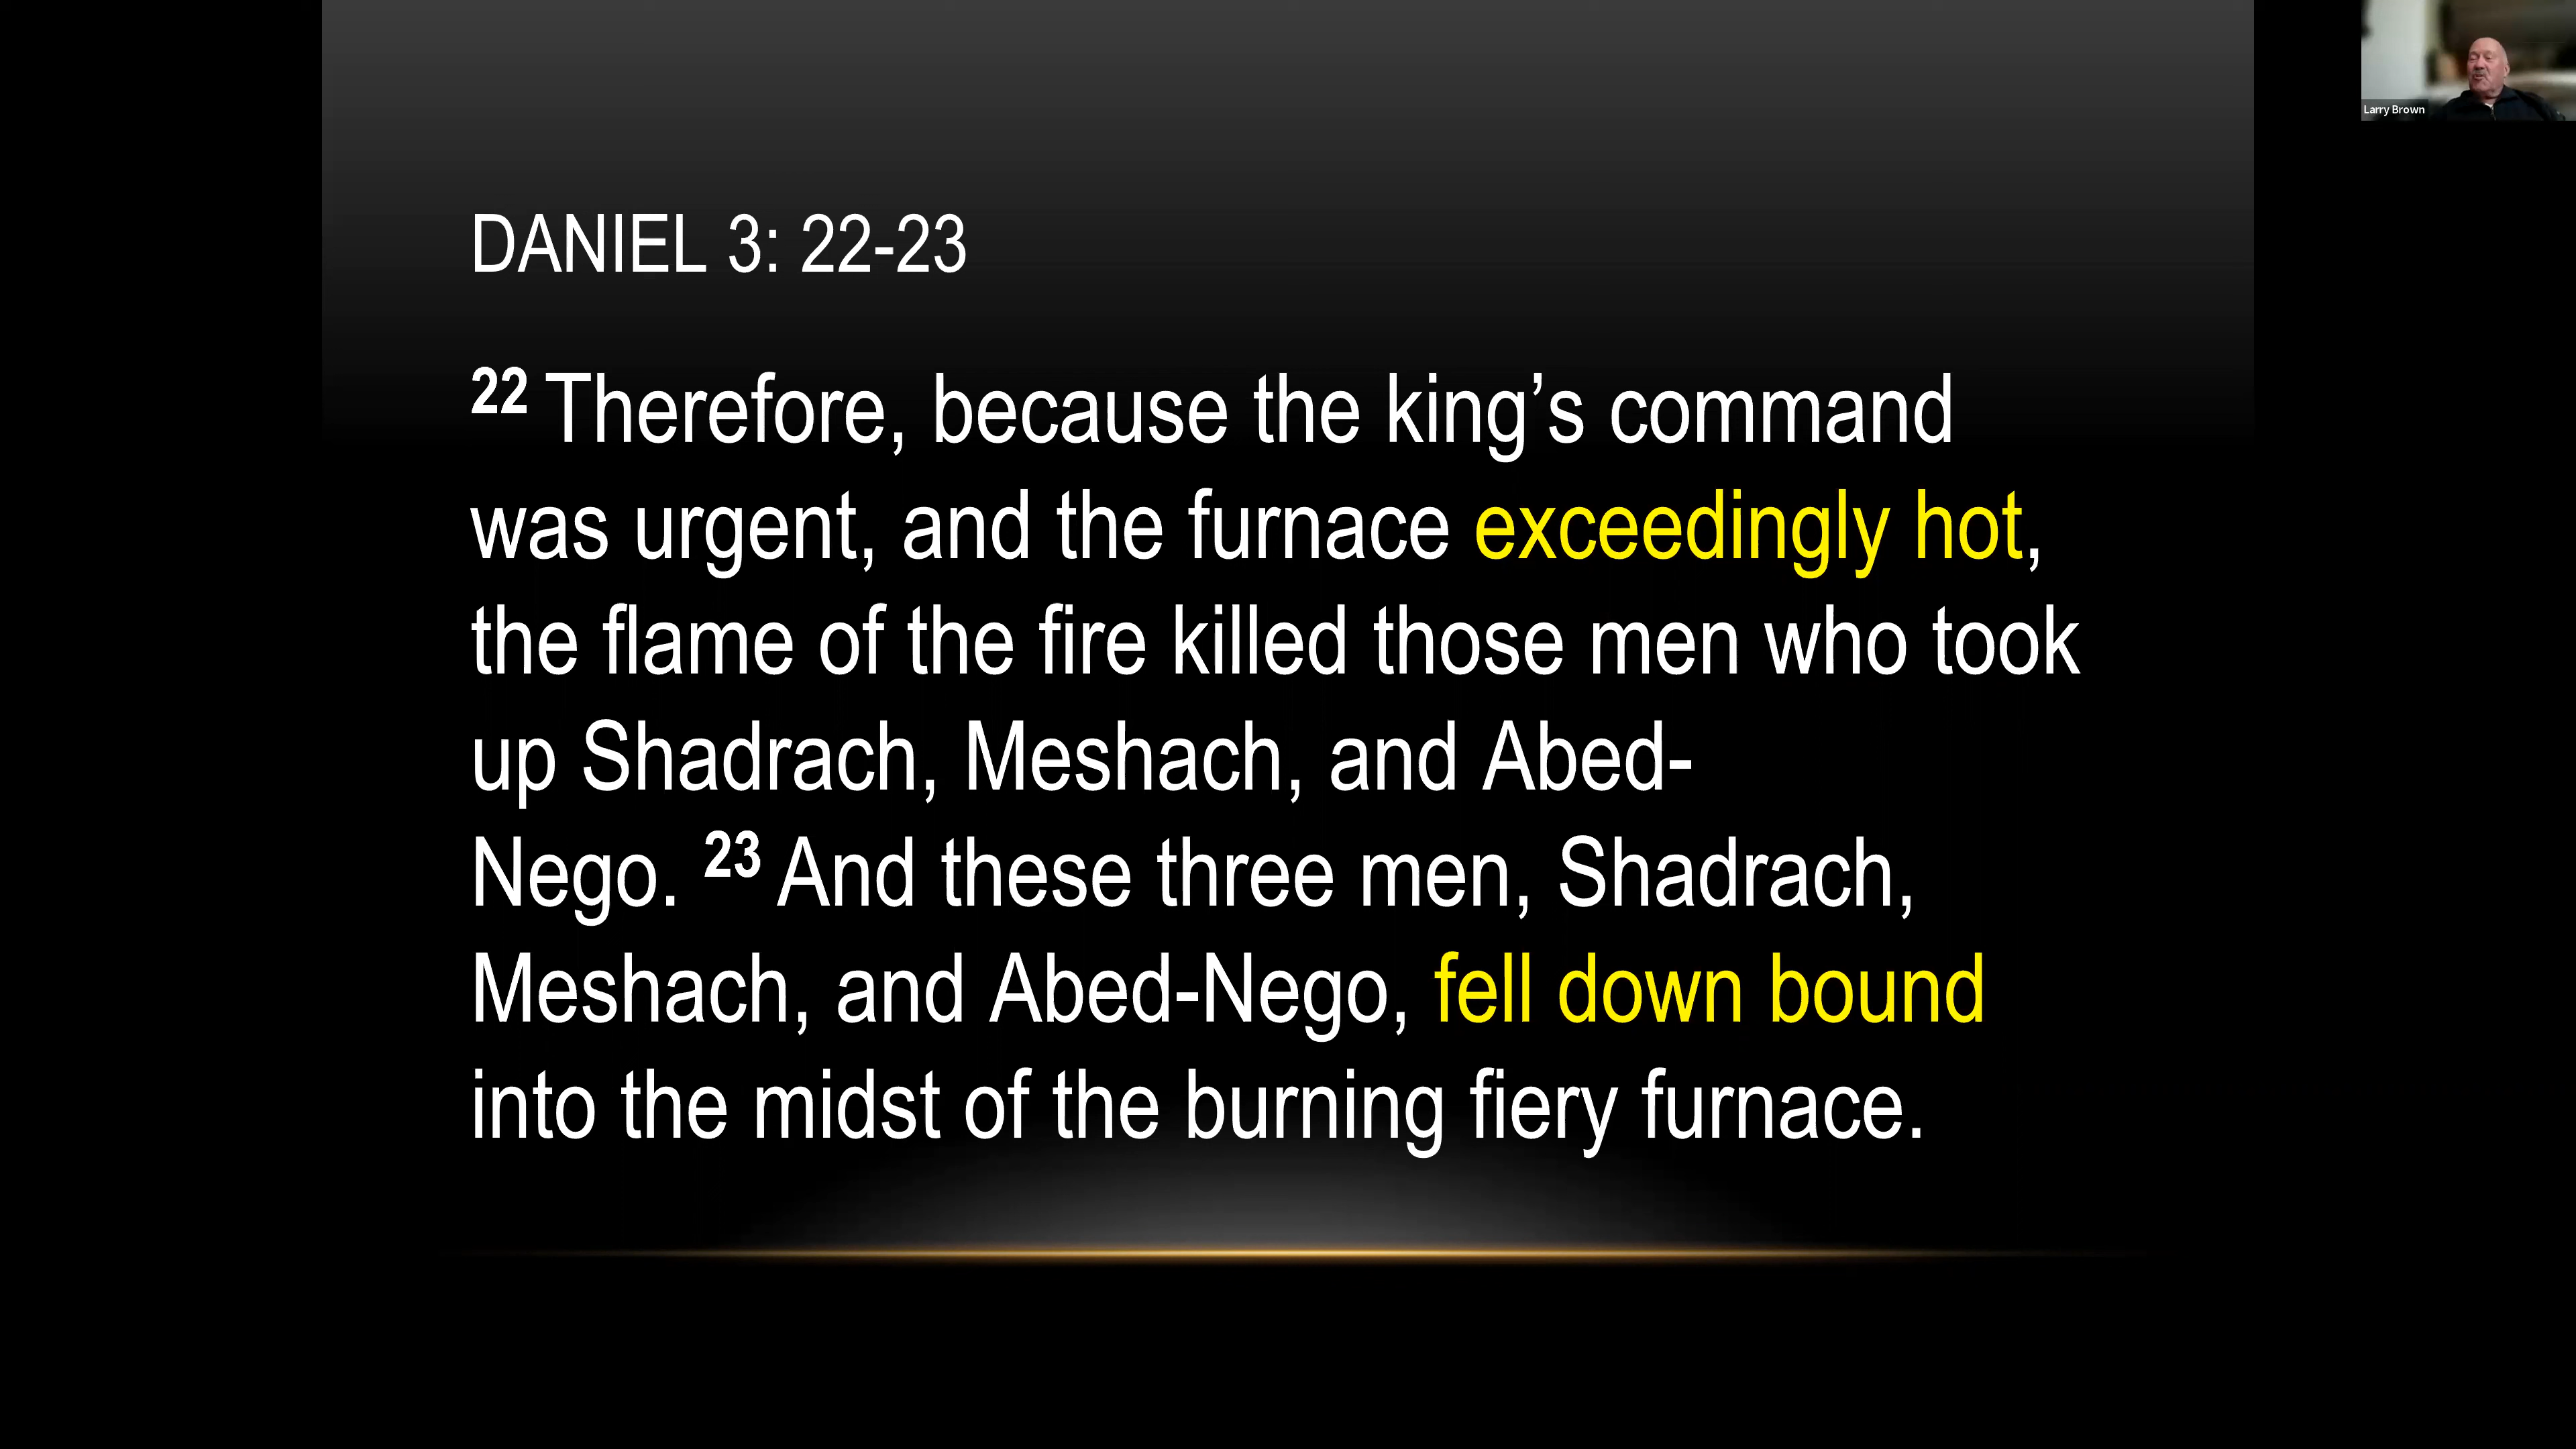 Larry Brown
DANIEL 3: 22-23
22 Therefore, because the king’s command
was urgent, and the furnace exceedingly hot,
the flame of the fire killed those men who took
up Shadrach, Meshach, and Abed-
Nego. 23 And these three men, Shadrach,
Meshach, and Abed-Nego, fell down bound
into the midst of the burning fiery furnace.